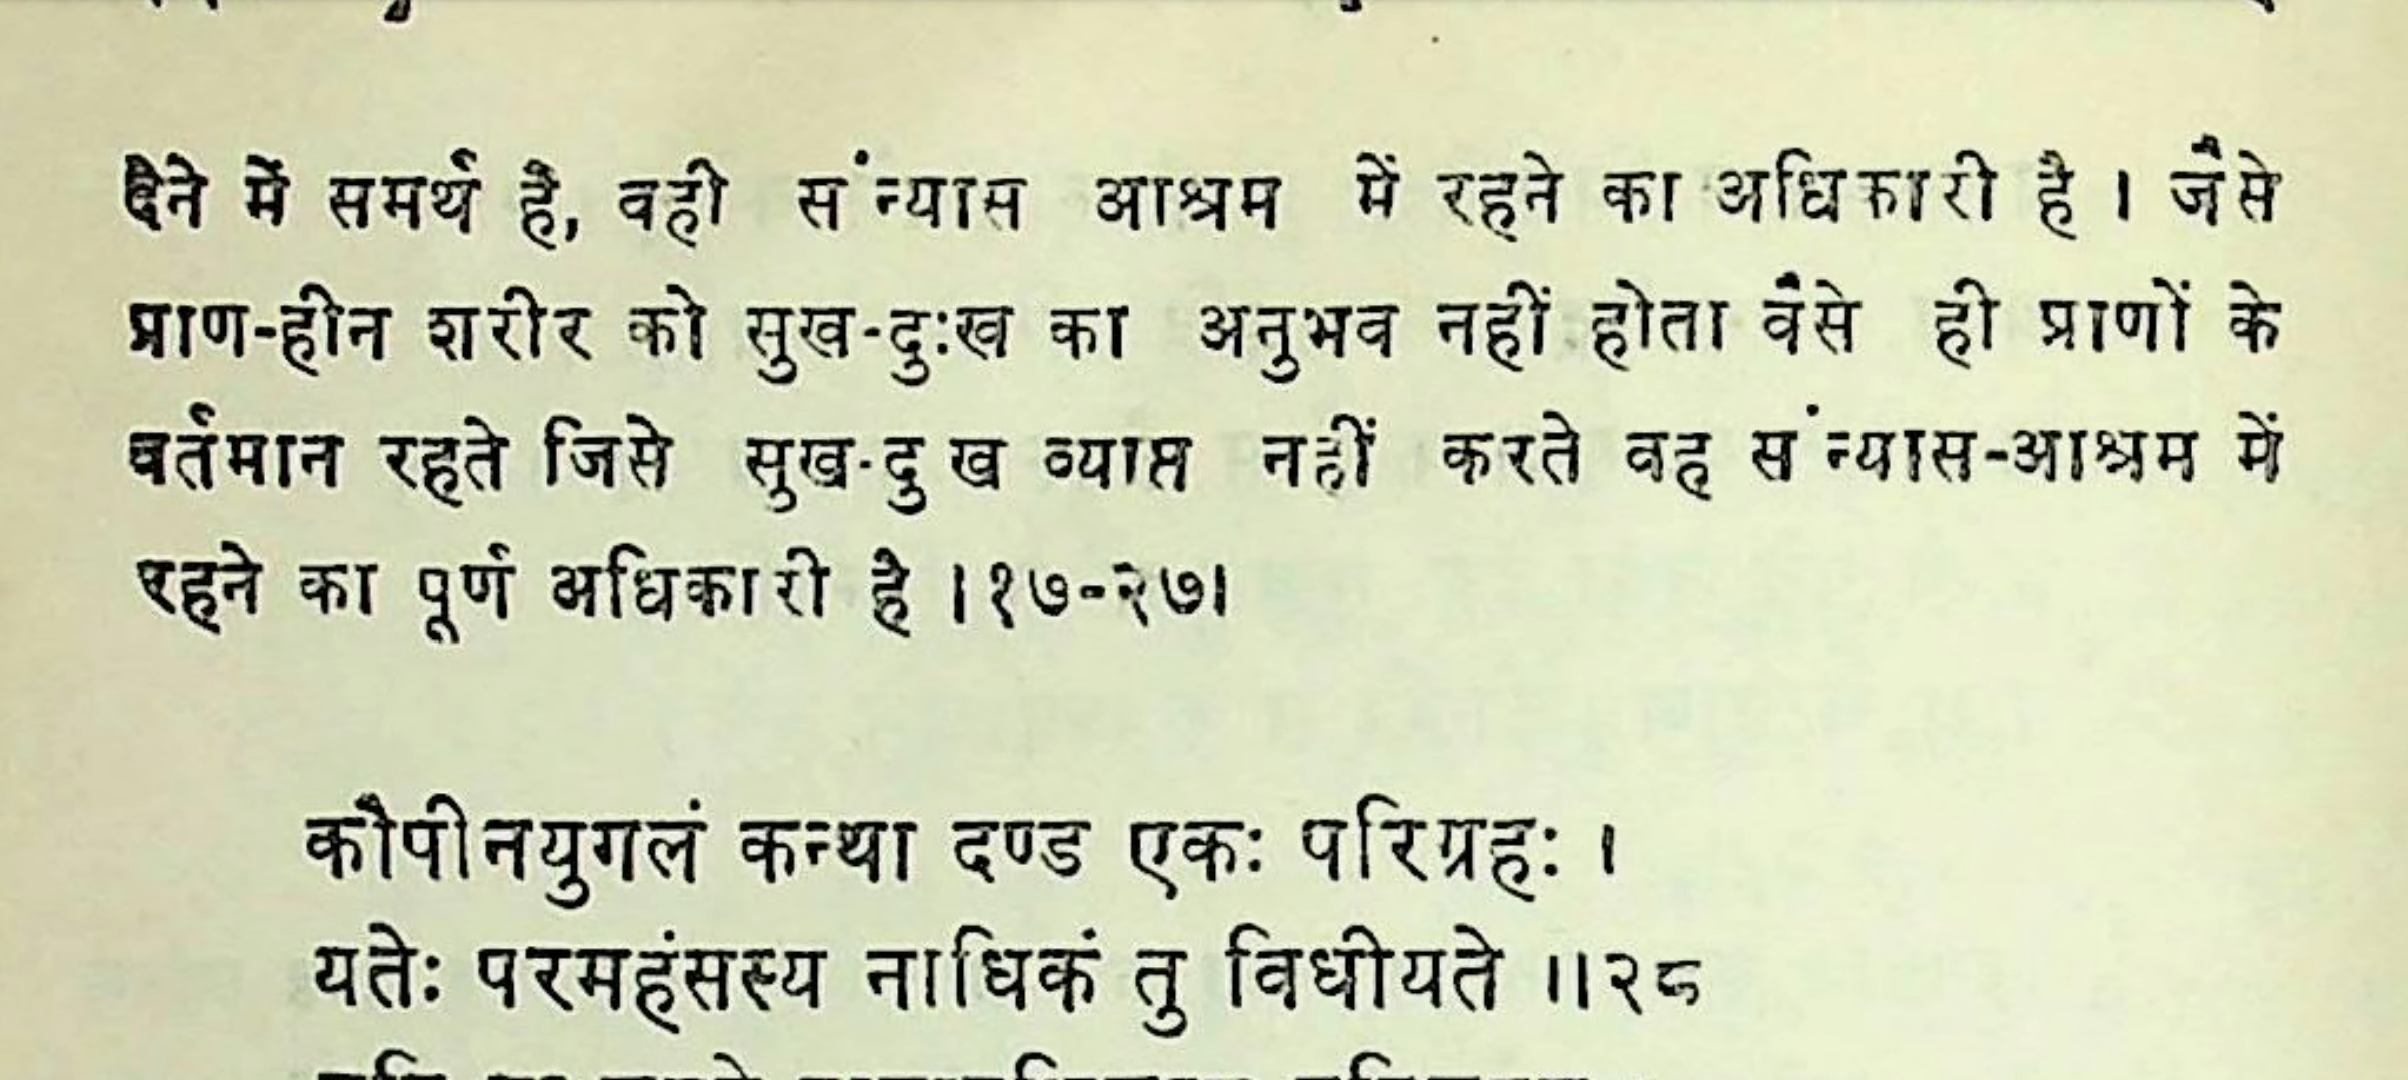 देने में समर्थ है, वही संन्यास आश्रम में रहने का अधिकारी है । जैसे
प्राण-हीन शरीर को सुख-दुःख का अनुभव नहीं होता वैसे ही प्राणों के
वर्तमान रहते जिसे सुख-दु ख व्याप्त नहीं करते वह संन्यास-आश्रम में
रहने का पूर्ण अधिकारी है ।१७-२७।
कौपीनयुगलं कन्था दण्ड एकः परिग्रहः ।
यतेः परमहंसस्य नाधिकं तु विधीयते ॥२८